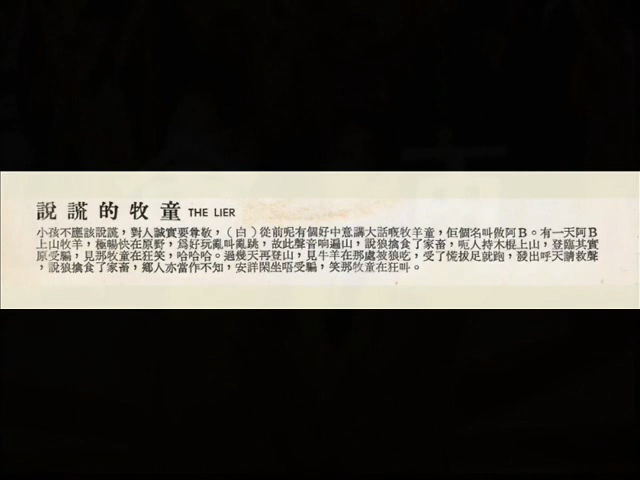 說謊的牧童 THE LIER
小孩不應該說謊，對人誠實要尊敬，（白）從前呢有個好中意講大話嘅牧羊童，佢個名叫做阿B。有一天阿B
上山牧羊，極暢快在原野，爲好玩亂叫亂跳，故此聲音响遍山，說狼擒食了家畜，呃人持木棍上山，登臨其實
原受騙，見那牧童在狂笑，哈哈哈。過幾天再登山，見牛羊在那處被狼吃，受了慌拔足就跑，發出呼天請救聲
，說狼擒食了家畜，鄉人亦當作不知，安詳閑坐唔受騙，笑那牧童在狂叫。